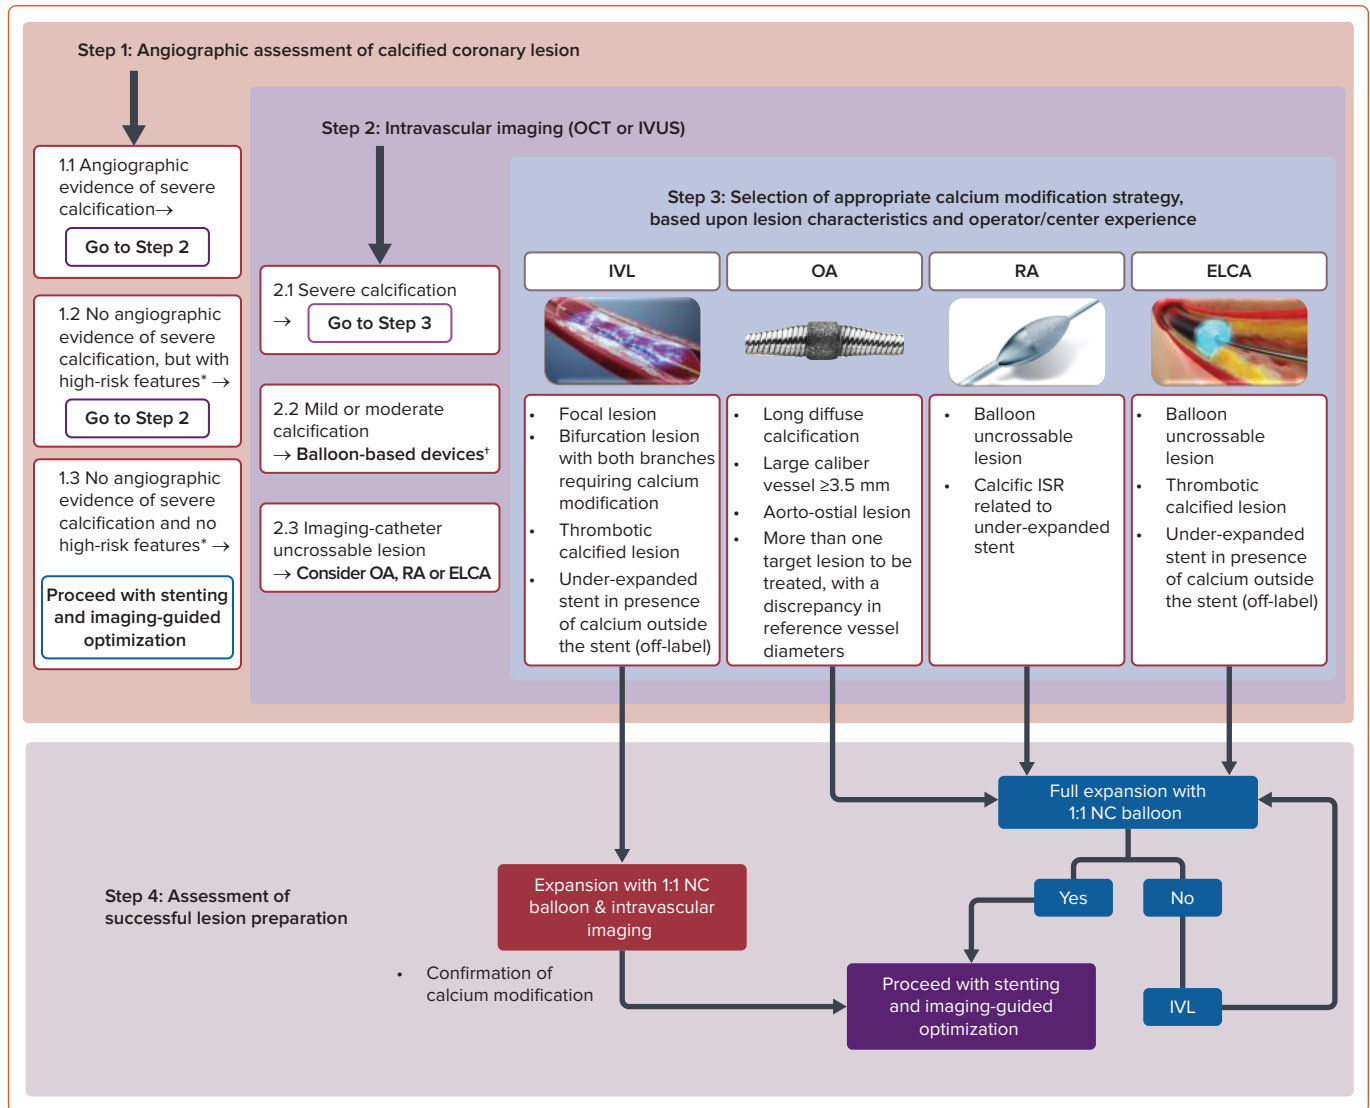 Step 1: Angiographic assessment of calcified coronary lesion
1.1 Angiographic
evidence of severe
calcification→
Go to Step 2
1.2 No angiographic
evidence of severe
calcification, but with
high-risk features* →
Go to Step 2
1.3 No angiographic
evidence of severe
calcification and no
high-risk features* →
Proceed with stenting
and imaging-guided
optimization
Step 2: Intravascular imaging (OCT or IVUS)
2.1 Severe calcification
→ Go to Step 3
2.2 Mild or moderate
calcification
→ Balloon-based devices†
2.3 Imaging-catheter
uncrossable lesion
→ Consider OA, RA or ELCA
Step 3: Selection of appropriate calcium modification strategy,
based upon lesion characteristics and operator/center experience
IVL
• Focal lesion
• Bifurcation lesion
with both branches
requiring calcium
modification
• Thrombotic
calcified lesion
• Under-expanded
stent in presence
of calcium outside
the stent (off-label)
OA
• Long diffuse
calcification
• Large caliber
vessel ≥3.5 mm
• Aorto-ostial lesion
• More than one
target lesion to be
treated, with a
discrepancy in
reference vessel
diameters
RA
• Balloon
uncrossable
lesion
• Calcific ISR
related to
under-expanded
stent
ELCA
• Balloon
uncrossable
lesion
• Thrombotic
calcified lesion
• Under-expanded
stent in presence
of calcium outside
the stent (off-label)
Step 4: Assessment of
successful lesion preparation
Expansion with 1:1 NC
balloon & intravascular
imaging
• Confirmation of
calcium modification
Full expansion with
1:1 NC balloon
Yes
No
IVL
Proceed with stenting
and imaging-guided
optimization